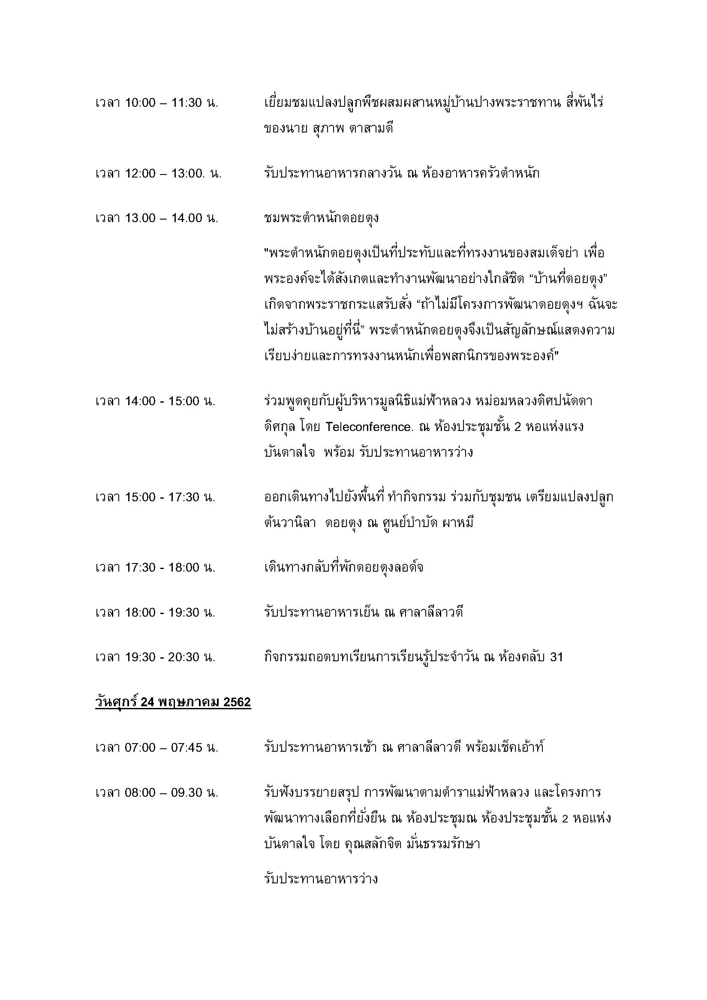 เวลา 10:00 – 11:30 น. เยี่ยมชมแปลงปลูกพืชผสมผสานหมู่บ้านปางพระราชทาน สี่พันไร่
ของนาย สุภาพ ตาสามดี
เวลา 12:00 – 13:00. น. รับประทานอาหารกลางวัน ณ ห้องอาหารครัวตำหนัก
เวลา 13.00 – 14.00 น. ชมพระตำหนักดอยตุง
"พระตำหนักดอยตุงเป็นที่ประทับและที่ทรงงานของสมเด็จย่า เพื่อ
พระองค์จะได้สังเกตและทำงานพัฒนาอย่างใกล้ชิด “บ้านที่ดอยตุง”
เกิดจากพระราชกระแสรับสั่ง “ถ้าไม่มีโครงการพัฒนาดอยตุงฯ ฉันจะ
ไม่สร้างบ้านอยู่ที่นี่” พระตำหนักดอยตุงจึงเป็นสัญลักษณ์แสดงความ
เรียบง่ายและการทรงงานหนักเพื่อพสกนิกรของพระองค์"
เวลา 14:00 - 15:00 น. ร่วมพูดคุยกับผู้บริหารมูลนิธิแม่ฟ้าหลวง หม่อมหลวงดิศปนัดดา
ดิศกุล โดย Teleconference. ณ ห้องประชุมชั้น 2 หอแห่งแรง
บันดาลใจ พร้อม รับประทานอาหารว่าง
เวลา 15:00 - 17:30 น. ออกเดินทางไปยังพื้นที่ ทำกิจกรรม ร่วมกับชุมชน เตรียมแปลงปลูก
ต้นวานิลา ดอยตุง ณ ศูนย์บำบัด ผาหมี
เวลา 17:30 - 18:00 น. เดินทางกลับที่พักดอยตุงลอด์จ
เวลา 18:00 - 19:30 น. รับประทานอาหารเย็น ณ ศาลาลีลาวดี
เวลา 19:30 - 20:30 น. กิจกรรมถอดบทเรียนการเรียนรู้ประจำวัน ณ ห้องคลับ 31
วันศุกร์ 24 พฤษภาคม 2562
เวลา 07:00 – 07:45 น. รับประทานอาหารเช้า ณ ศาลาลีลาวดี พร้อมเช็คเอ้าท์
เวลา 08:00 – 09.30 น. รับฟังบรรยายสรุป การพัฒนาตามตำราแม่ฟ้าหลวง และโครงการ
พัฒนาทางเลือกที่ยั่งยืน ณ ห้องประชุมณ ห้องประชุมชั้น 2 หอแห่ง
บันดาลใจ โดย คุณสลักจิต มั่นธรรมรักษา
รับประทานอาหารว่าง